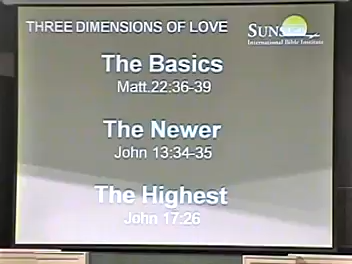 THREE DIMENSIONS OF LOVE
SUNSET
International Bible Institute
The Basics
Matt.22:36-39
The Newer
John 13:34-35
The Highest
John 17:26